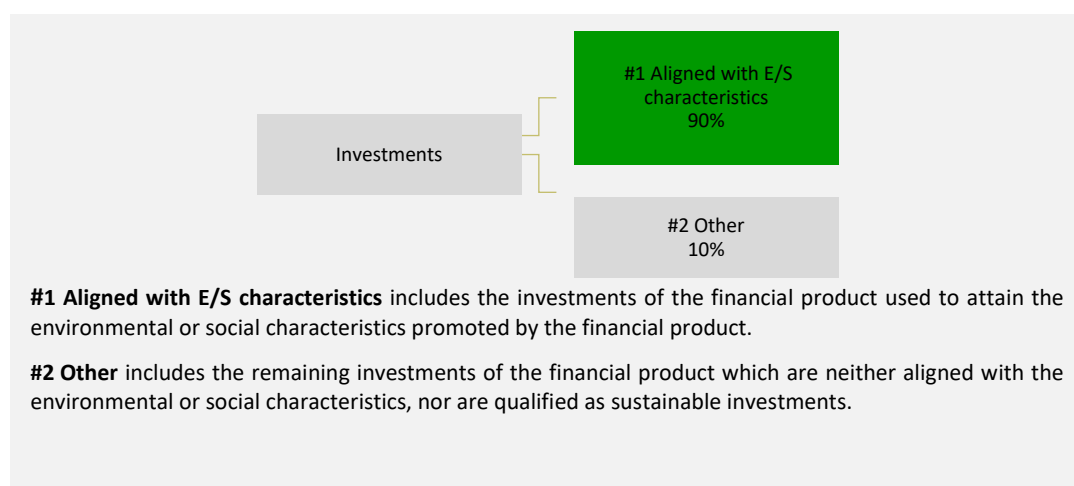 #1 Aligned with E/S
characteristics
90%
Investments
#2 Other
10%
#1 Aligned with E/S characteristics includes the investments of the financial product used to attain the
environmental or social characteristics promoted by the financial product.
#2 Other includes the remaining investments of the financial product which are neither aligned with the
environmental or social characteristics, nor are qualified as sustainable investments.